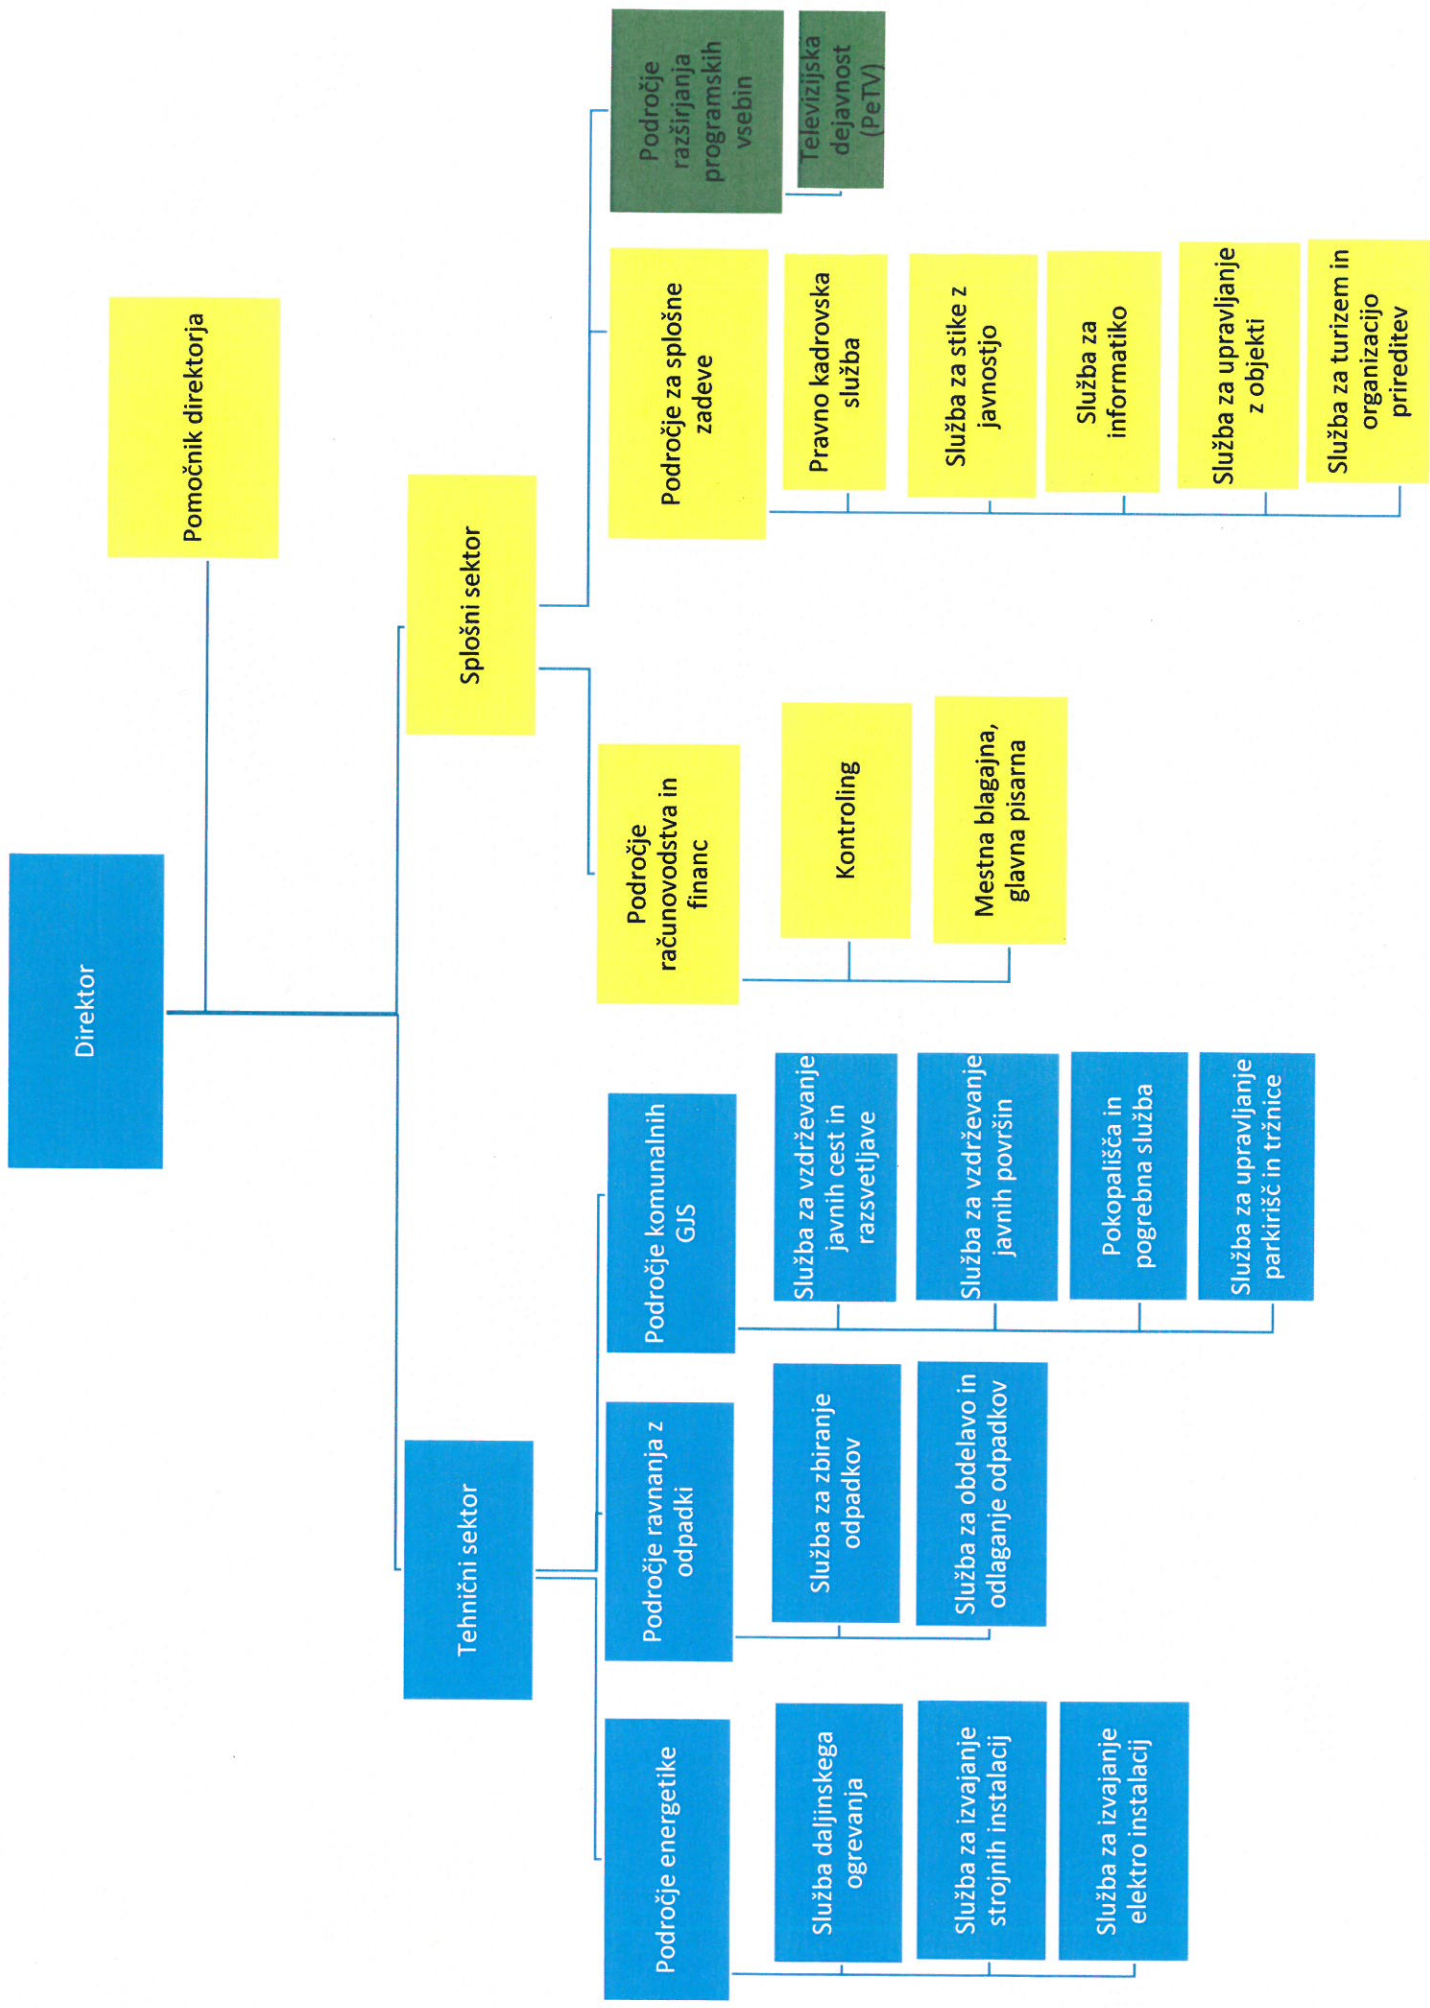 Direktor
Pomočnik direktorja
Tehnični sektor
Splošni sektor
Področje energetike
Služba daljinskega
ogrevanja
Služba za izvajanje
strojnih instalacij
Služba za izvajanje
elektro instalacij
Področje ravnanja z
odpadki
Služba za zbiranje
odpadkov
Služba za obdelavo in
odlaganje odpadkov
Področje komunalnih
GJS
Služba za vzdrževanje
javnih cest in
razsvetljave
Služba za vzdrževanje
javnih površin
Pokopališča in
pogrebna služba
Služba za upravljanje
parkirišč in tržnice
Področje
računovodstva in
financ
Kontroling
Mestna blagajna,
glavna pisarna
Področje za splošne
zadeve
Pravno kadrovska
služba
Služba za stike z
javnostjo
Služba za
informatiko
Služba za upravljanje
z objekti
Služba za turizem in
organizacijo
prireditev
Področje
razširjanja
programskih
vsebin
Televizijska
dejavnost
(PeTV)